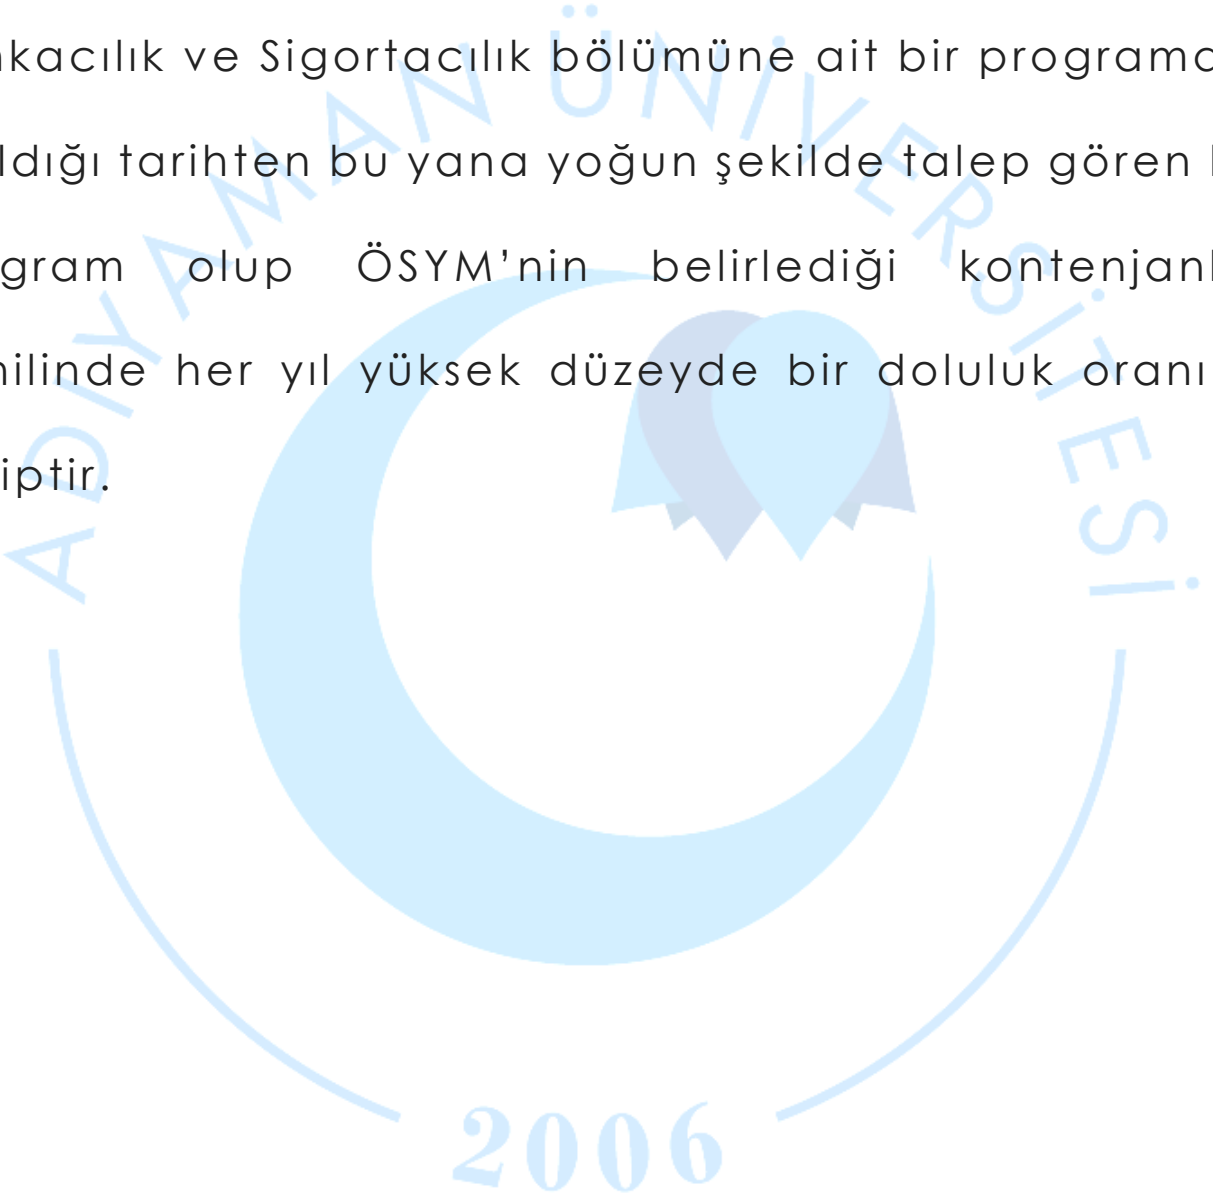 kacılık ve Sigortacılık bölümüne ait bir programd
ldığı tarihten bu yana yoğun şekilde talep gören
gram olup ÖSYM’nin belirlediği kontenjanl
ilinde her yıl yüksek düzeyde bir doluluk oranı
iptir.
ADIYAMAN ÜNİVERSİTESİ
2006